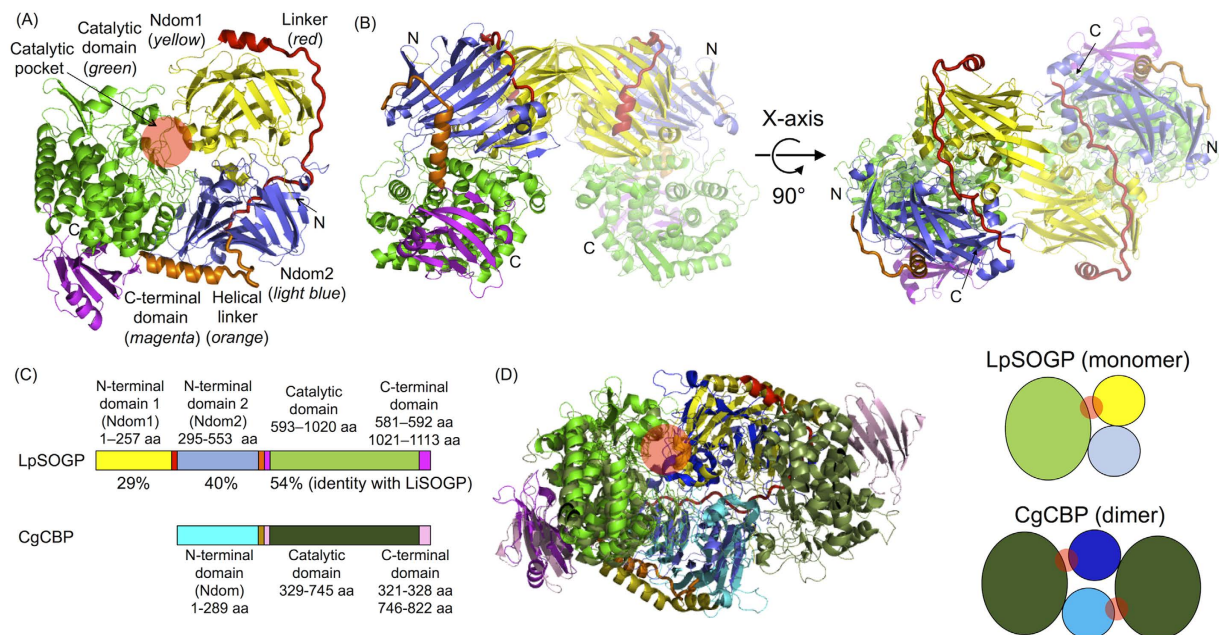 (A)
Catalytic
pocket
Catalytic
domain
(green)
Ndom1
(yellow)
Linker
(red)
C
N
C-terminal
domain
(magenta)
Helical
linker
(orange)
Ndom2
(light blue)
(B)
N
N
C
C
X-axis
90°
C
N
N
C
(C)
N-terminal
domain 1
(Ndom1)
1–257 aa
N-terminal
domain 2
(Ndom2)
295-553 aa
Catalytic
domain
593–1020 aa
C-terminal
domain
581–592 aa
1021–1113 aa
LpSOGP
29%
40%
54% (identity with LiSOGP)
CgCBP
N-terminal
domain
(Ndom)
1-289 aa
Catalytic
domain
329-745 aa
C-terminal
domain
321-328 aa
746-822 aa
(D)
LpSOGP (monomer)
CgCBP (dimer)